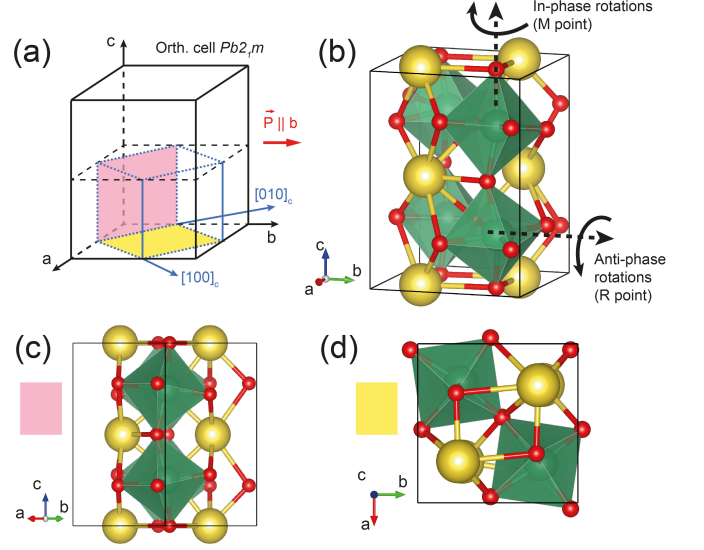 (a)
c
Orth. cell Pb2₁m
P⃗ || b
[010]c
b
a
[100]c
(b)
In-phase rotations
(M point)
Anti-phase
rotations
(R point)
c
b
a
(c)
c
a
b
(d)
c
b
a